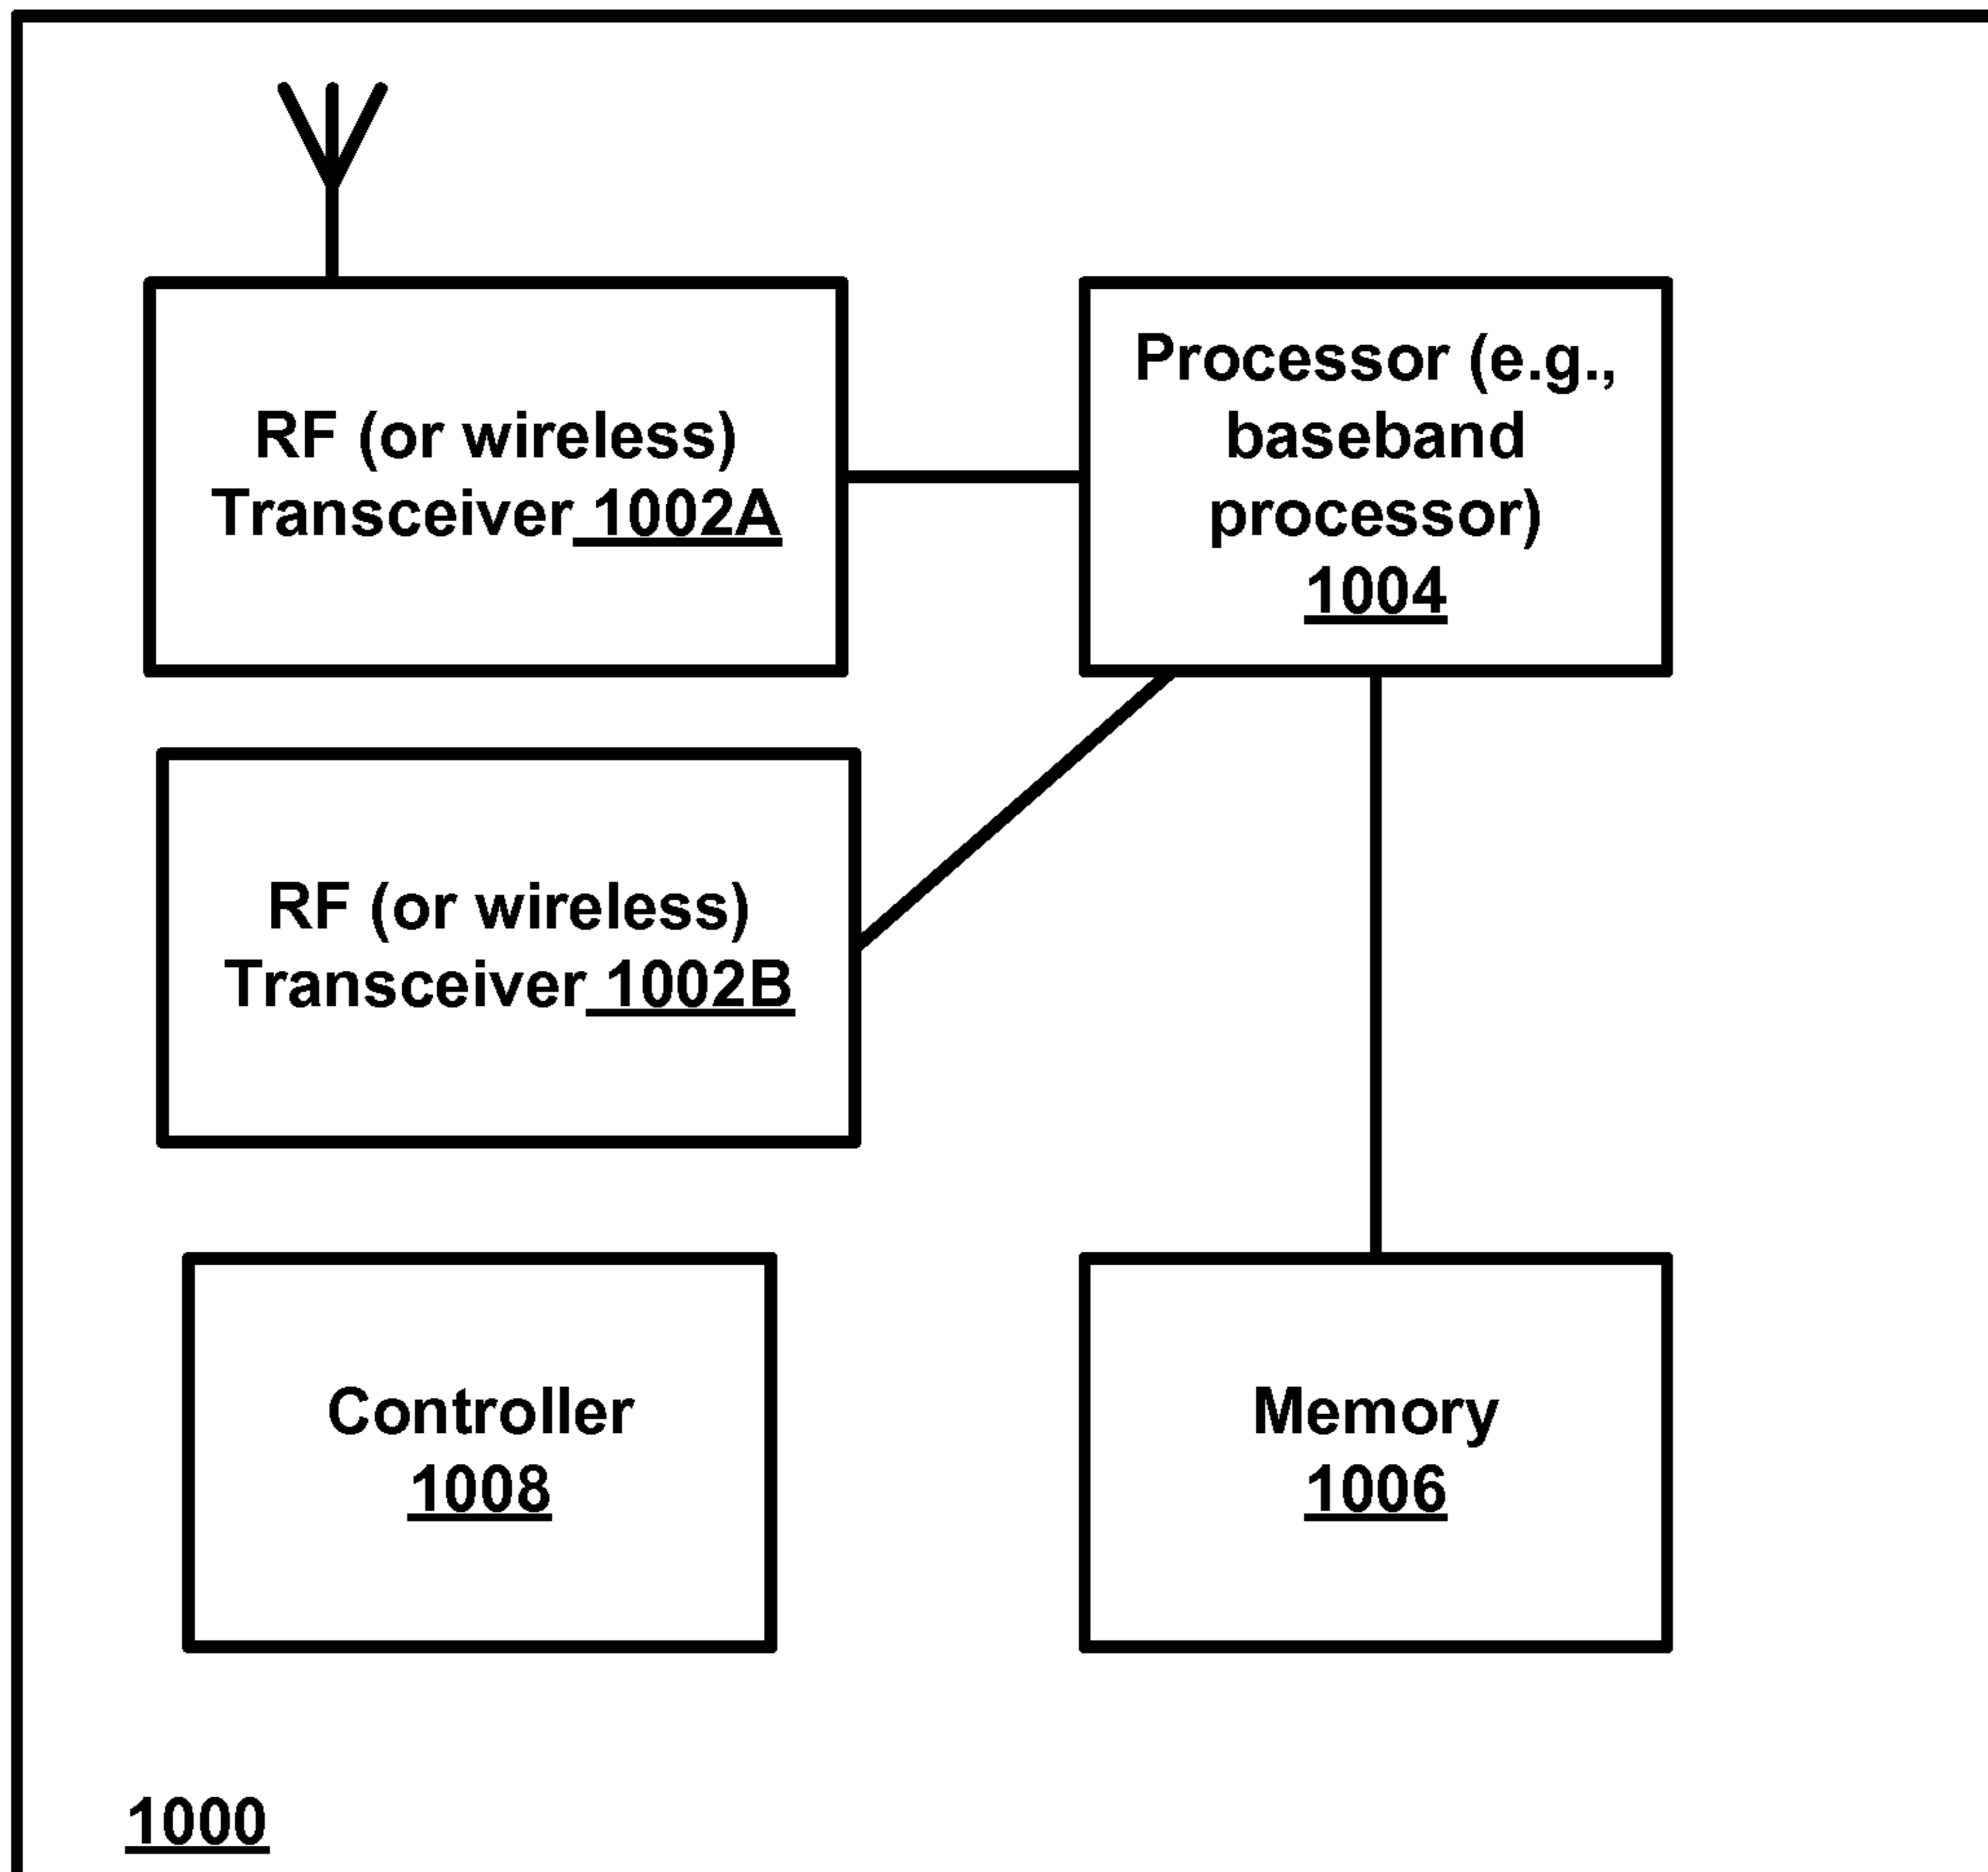 RF (or wireless)
Transceiver 1002A
Processor (e.g.,
baseband
processor)
1004
RF (or wireless)
Transceiver 1002B
Controller
1008
Memory
1006
1000